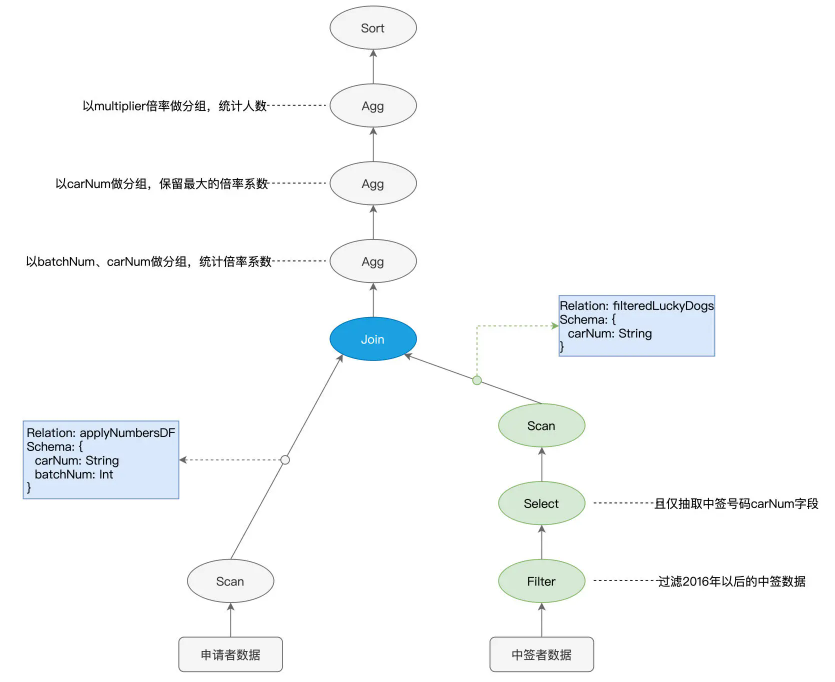 Sort
以multiplier倍率做分组，统计人数
Agg
以carNum做分组，保留最大的倍率系数
Agg
以batchNum、carNum做分组，统计倍率系数
Agg
Relation: filteredLuckyDogs
Schema: {
carNum: String
}
Join
Scan
Relation: applyNumbersDF
Schema: {
carNum: String
batchNum: Int
}
Select
且仅抽取中签号码carNum字段
Scan
Filter
过滤2016年以后的中签数据
申请者数据
中签者数据